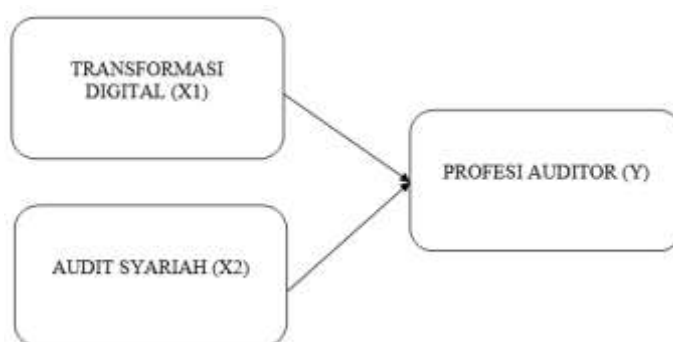 TRANSFORMASI
DIGITAL (X1)
PROFESI AUDITOR (Y)
AUDIT SYARIAH (X2)